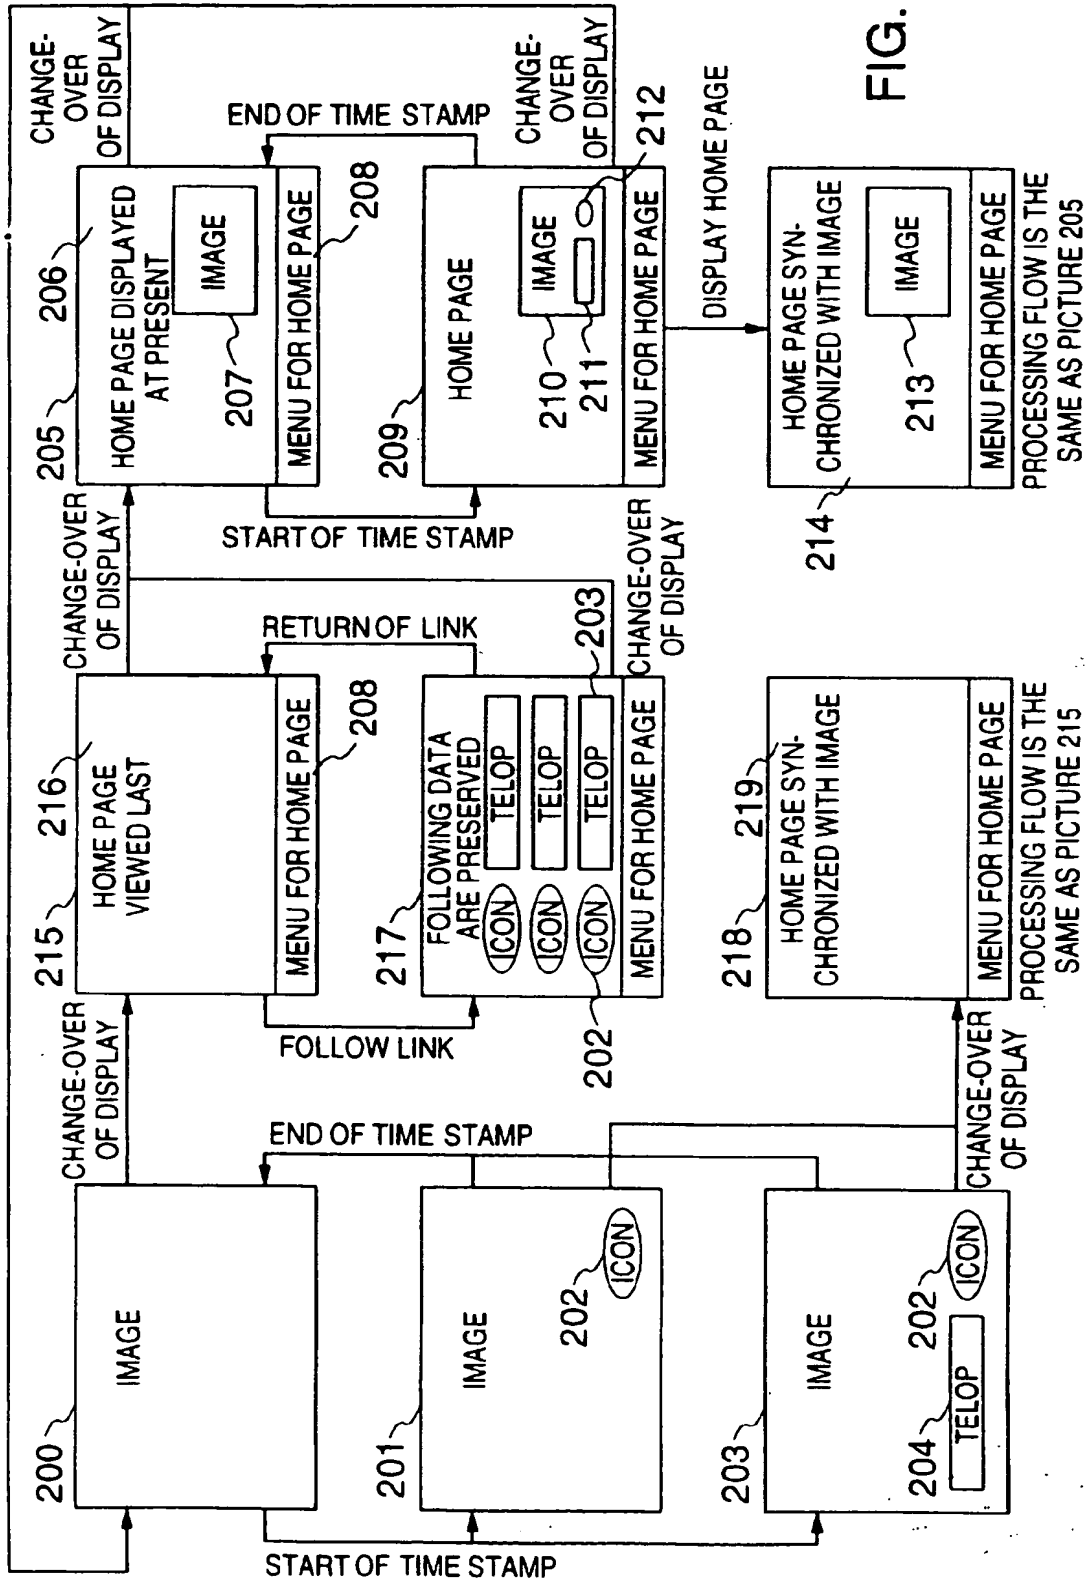 200
IMAGE
START OF TIME STAMP
201
IMAGE
202
ICON
203
IMAGE
204
TELOP
202
ICON
END OF TIME STAMP
CHANGE-OVER
OF DISPLAY
CHANGE-OVER
OF DISPLAY
215
216
HOME PAGE
VIEWED LAST
MENU FOR HOME PAGE
208
FOLLOW LINK
RETURN OF LINK
217
FOLLOWING DATA
ARE PRESERVED
ICON
TELOP
ICON
TELOP
ICON
TELOP
202
203
MENU FOR HOME PAGE
218
219
HOME PAGE SYN-
CHRONIZED WITH IMAGE
MENU FOR HOME PAGE
PROCESSING FLOW IS THE
SAME AS PICTURE 215
CHANGE-OVER
OF DISPLAY
CHANGE-OVER
OF DISPLAY
205
206
HOME PAGE DISPLAYED
AT PRESENT
207
IMAGE
MENU FOR HOME PAGE
208
START OF TIME STAMP
END OF TIME STAMP
CHANGE-
OVER
OF DISPLAY
209
HOME PAGE
210
IMAGE
211
212
MENU FOR HOME PAGE
CHANGE-
OVER
OF DISPLAY
DISPLAY HOME PAGE
214
HOME PAGE SYN-
CHRONIZED WITH IMAGE
213
IMAGE
MENU FOR HOME PAGE
PROCESSING FLOW IS THE
SAME AS PICTURE 205
FIG.